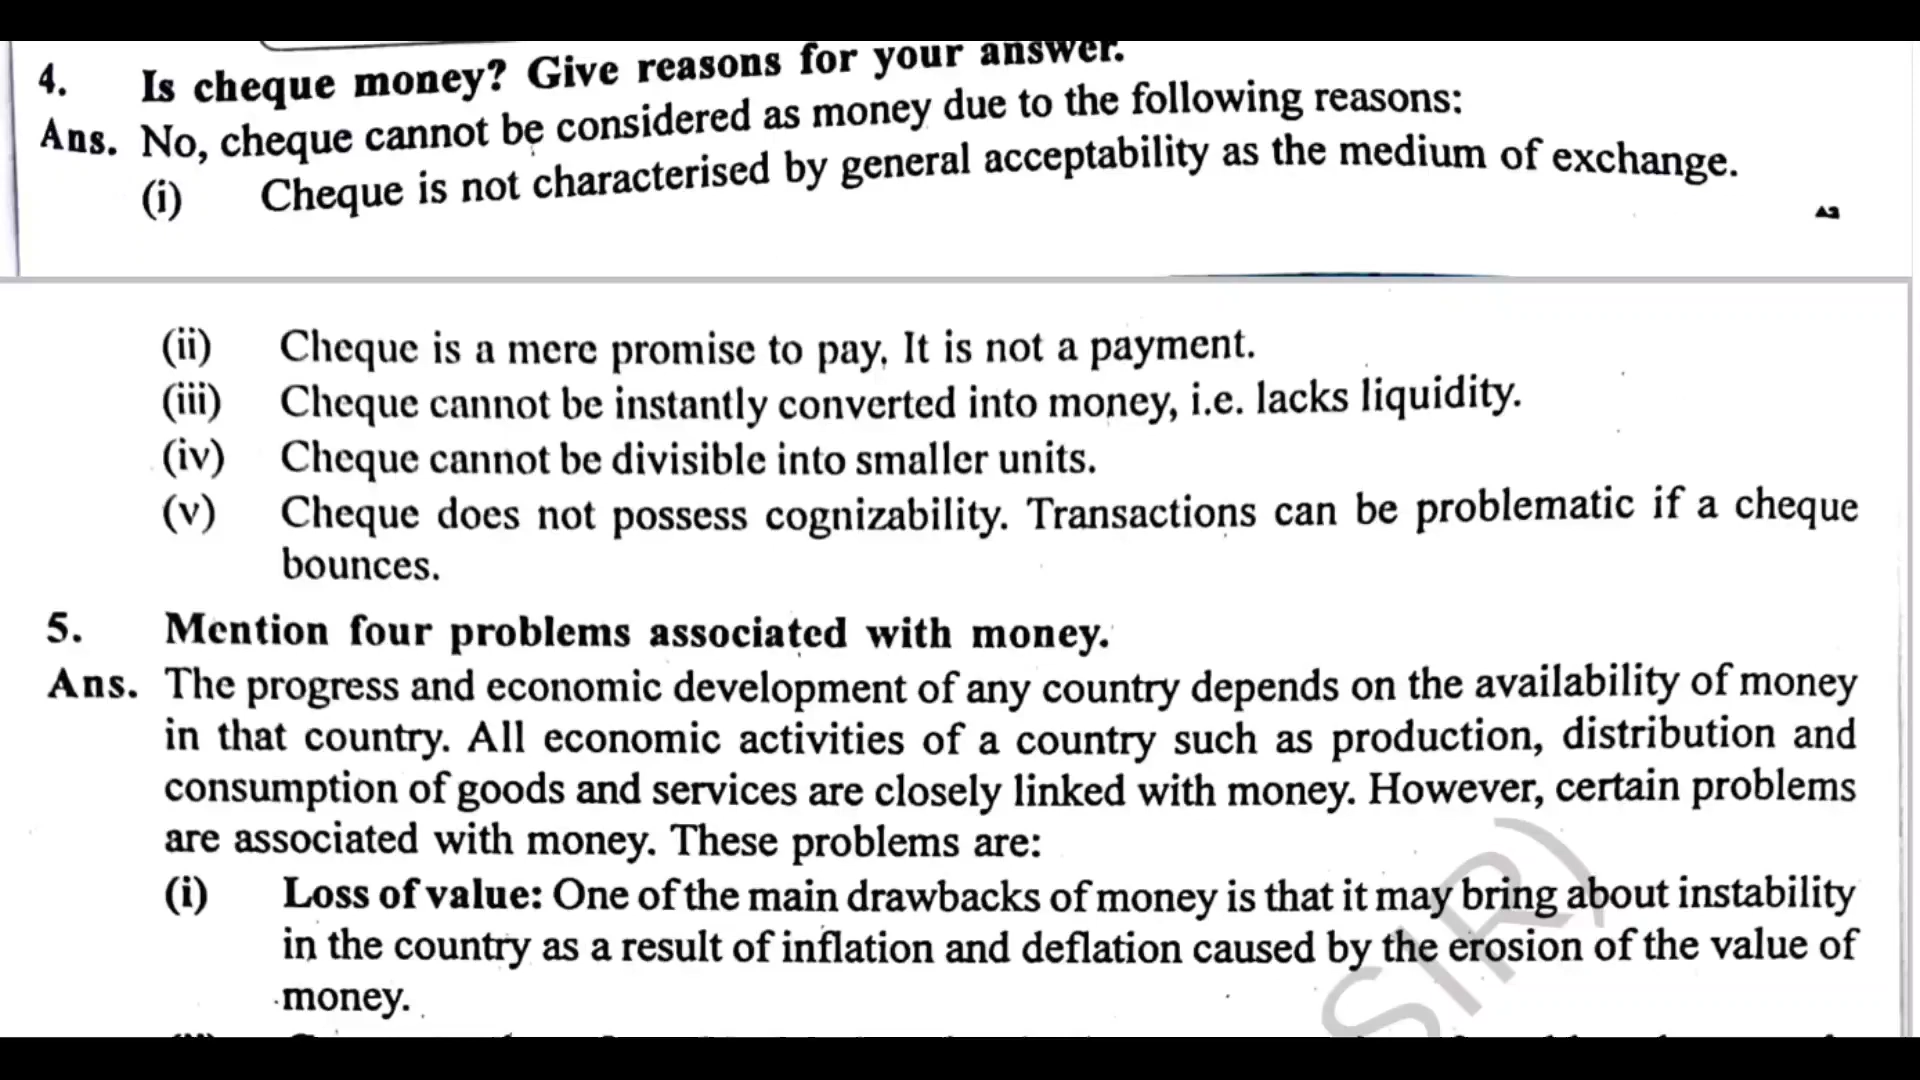 4. Is cheque money? Give reasons for your answer.
Ans. No, cheque cannot be considered as money due to the following reasons:
(i) Cheque is not characterised by general acceptability as the medium of exchange.
(ii) Cheque is a mere promise to pay. It is not a payment.
(iii) Cheque cannot be instantly converted into money, i.e. lacks liquidity.
(iv) Cheque cannot be divisible into smaller units.
(v) Cheque does not possess cognizability. Transactions can be problematic if a cheque
bounces.
5. Mention four problems associated with money.
Ans. The progress and economic development of any country depends on the availability of money
in that country. All economic activities of a country such as production, distribution and
consumption of goods and services are closely linked with money. However, certain problems
are associated with money. These problems are:
(i) Loss of value: One of the main drawbacks of money is that it may bring about instability
in the country as a result of inflation and deflation caused by the erosion of the value of
money.
SIR)